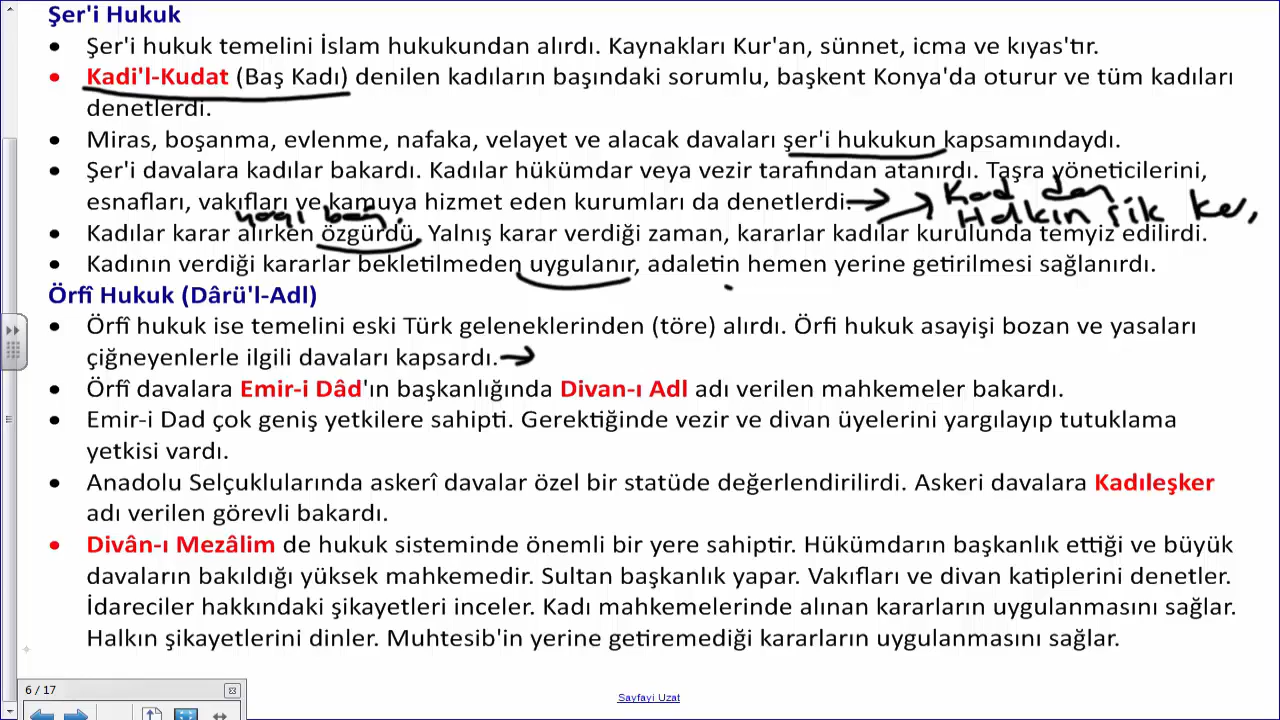 Şer'i Hukuk
• Şer'i hukuk temelini İslam hukukundan alırdı. Kaynakları Kur'an, sünnet, icma ve kıyas'tır.
• Kadi'l-Kudat (Baş Kadı) denilen kadıların başındaki sorumlu, başkent Konya'da oturur ve tüm kadıları
denetlerdi.
• Miras, boşanma, evlenme, nafaka, velayet ve alacak davaları şer'i hukukun kapsamındaydı.
• Şer'i davalara kadılar bakardı. Kadılar hükümdar veya vezir tarafından atanırdı. Taşra yöneticilerini,
esnafları, vakıfları ve kamuya hizmet eden kurumları da denetlerdi.
Kad dan
Halkın şik
• Kadılar karar alırken özgürdü. Yalnış karar verdiği zaman, kararlar kadılar kurulunda temyiz edilirdi.
• Kadının verdiği kararlar bekletilmeden uygulanır, adaletin hemen yerine getirilmesi sağlanırdı.
Örfî Hukuk (Dârü'l-Adl)
• Örfî hukuk ise temelini eski Türk geleneklerinden (töre) alırdı. Örfi hukuk asayişi bozan ve yasaları
çiğneyenlerle ilgili davaları kapsardı.
• Örfî davalara Emir-i Dâd'ın başkanlığında Divan-ı Adl adı verilen mahkemeler bakardı.
• Emir-i Dad çok geniş yetkilere sahipti. Gerektiğinde vezir ve divan üyelerini yargılayıp tutuklama
yetkisi vardı.
• Anadolu Selçuklularında askerî davalar özel bir statüde değerlendirilirdi. Askeri davalara Kadıleşker
adı verilen görevli bakardı.
• Divân-ı Mezâlim de hukuk sisteminde önemli bir yere sahiptir. Hükümdarın başkanlık ettiği ve büyük
davaların bakıldığı yüksek mahkemedir. Sultan başkanlık yapar. Vakıfları ve divan katiplerini denetler.
İdareciler hakkındaki şikayetleri inceler. Kadı mahkemelerinde alınan kararların uygulanmasını sağlar.
Halkın şikayetlerini dinler. Muhtesib'in yerine getiremediği kararların uygulanmasını sağlar.
6 / 17
Sayfayi Uzat